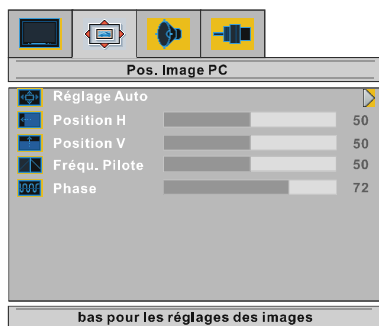 Pos. Image PC
Réglage Auto
Position H 50
Position V 50
Fréqu. Pilote 50
Phase 72
bas pour les réglages des images